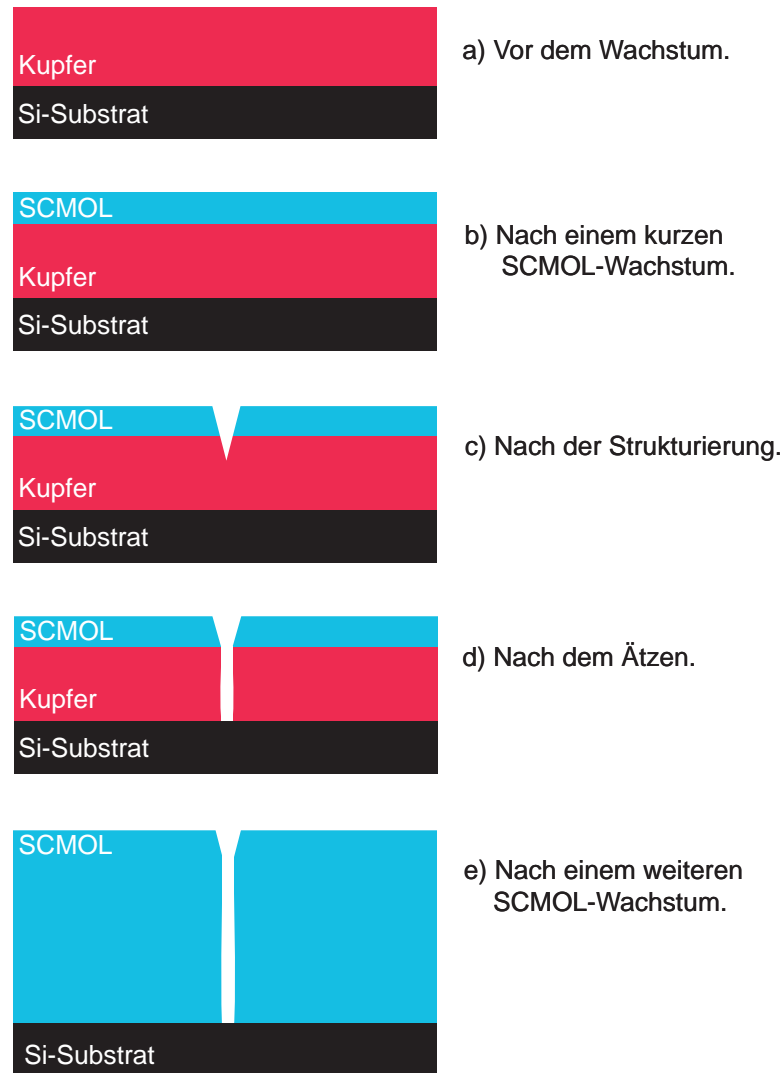 Kupfer
Si-Substrat
a) Vor dem Wachstum.
SCMOL
Kupfer
Si-Substrat
b) Nach einem kurzen
SCMOL-Wachstum.
SCMOL
Kupfer
Si-Substrat
c) Nach der Strukturierung.
SCMOL
Kupfer
Si-Substrat
d) Nach dem Ätzen.
SCMOL
Si-Substrat
e) Nach einem weiteren
SCMOL-Wachstum.